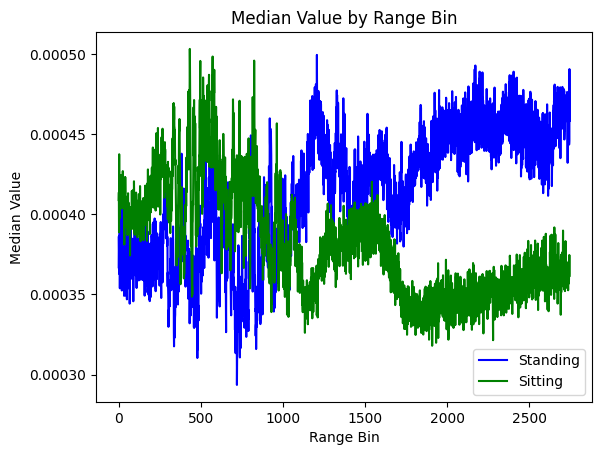 Median Value by Range Bin
0.00050
0.00045
0.00040
0.00035
0.00030
Median Value
0 500 1000 1500 2000 2500
Range Bin
Standing
Sitting